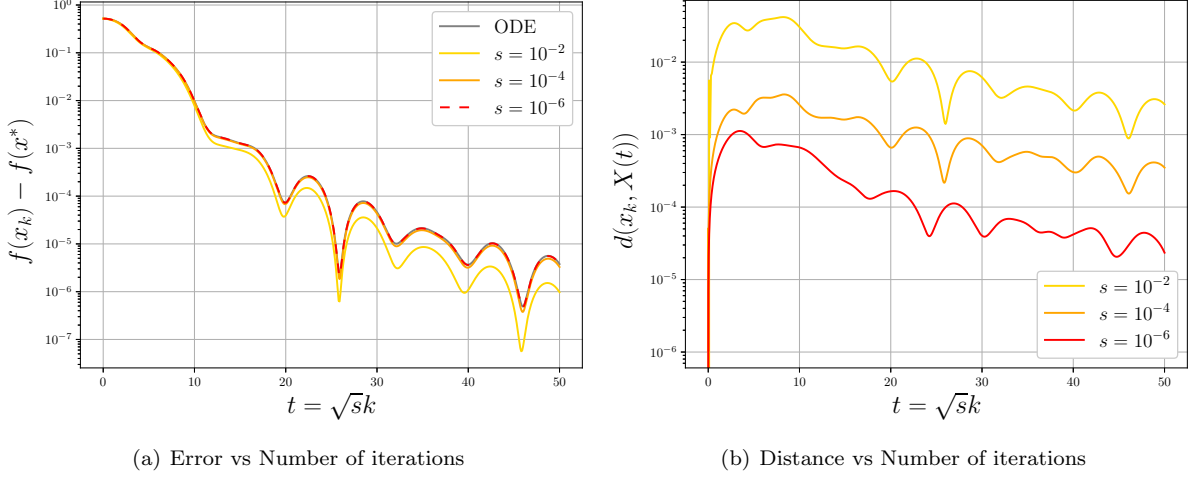 10^0
10^{-1}
10^{-2}
10^{-3}
10^{-4}
10^{-5}
10^{-6}
10^{-7}
f(x_k) − f(x^*)
0 10 20 30 40 50
t = √sk
ODE
s = 10^{-2}
s = 10^{-4}
s = 10^{-6}
(a) Error vs Number of iterations
10^{-2}
10^{-3}
10^{-4}
10^{-5}
10^{-6}
d(x_k, X(t))
0 10 20 30 40 50
t = √sk
s = 10^{-2}
s = 10^{-4}
s = 10^{-6}
(b) Distance vs Number of iterations